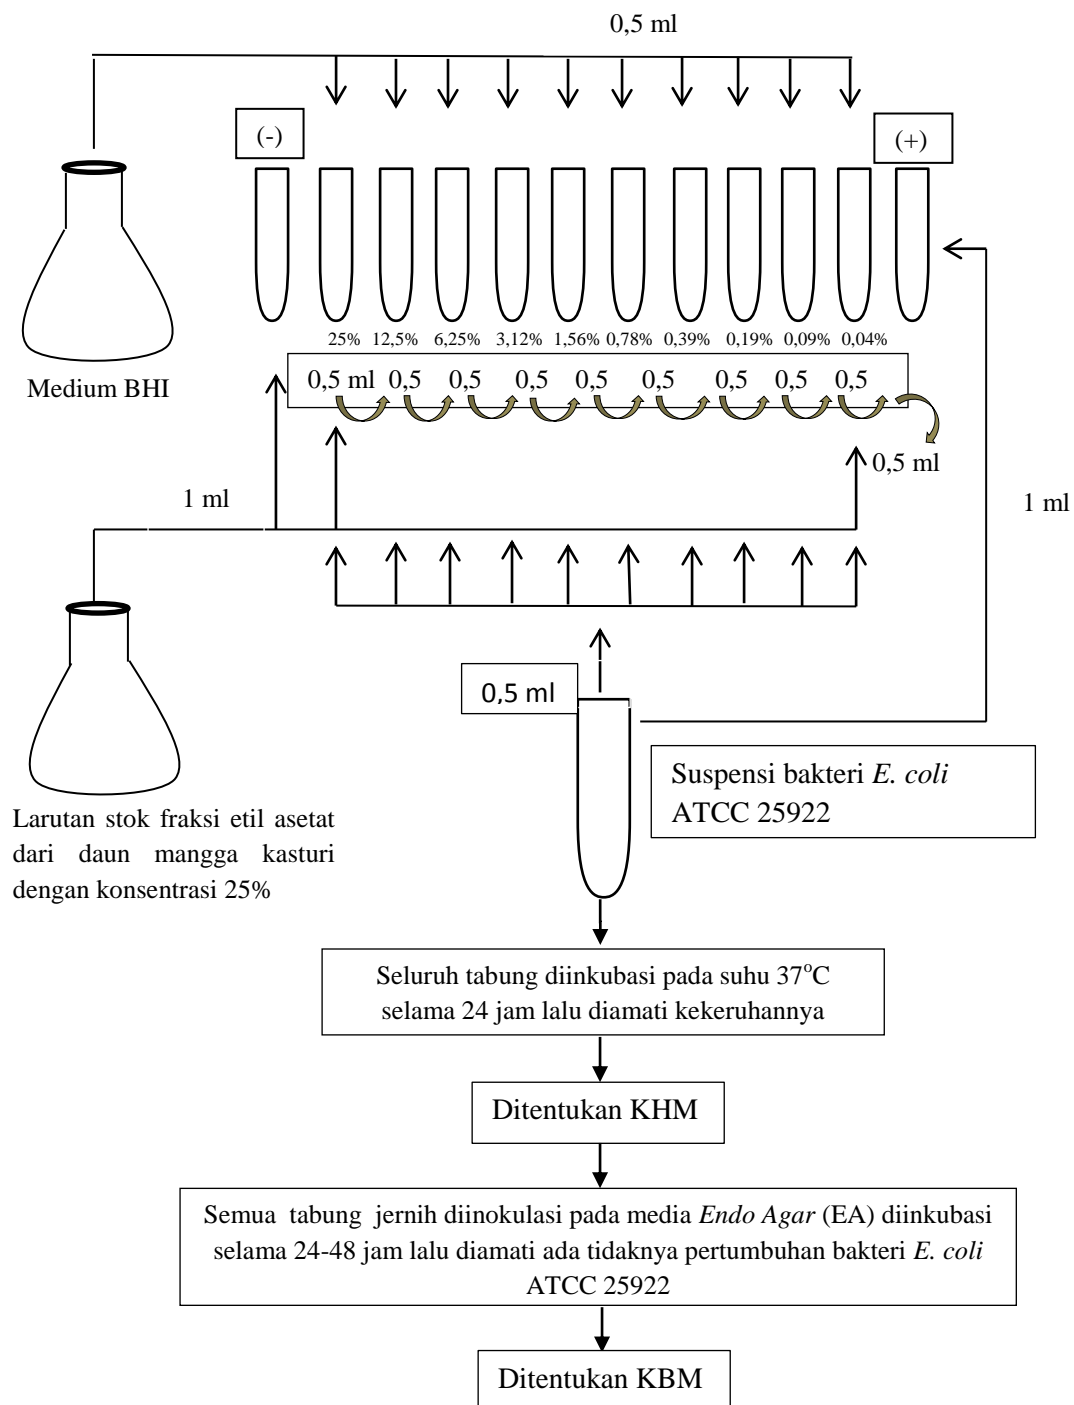 0,5 ml
(-)
(+)
Medium BHI
25% 12,5% 6,25% 3,12% 1,56% 0,78% 0,39% 0,19% 0,09% 0,04%
0,5 ml 0,5 0,5 0,5 0,5 0,5 0,5 0,5 0,5
0,5 ml
1 ml
1 ml
0,5 ml
Suspensi bakteri E. coli
ATCC 25922
Larutan stok fraksi etil asetat
dari daun mangga kasturi
dengan konsentrasi 25%
Seluruh tabung diinkubasi pada suhu 37°C
selama 24 jam lalu diamati kekeruhannya
Ditentukan KHM
Semua tabung jernih diinokulasi pada media Endo Agar (EA) diinkubasi
selama 24-48 jam lalu diamati ada tidaknya pertumbuhan bakteri E. coli
ATCC 25922
Ditentukan KBM